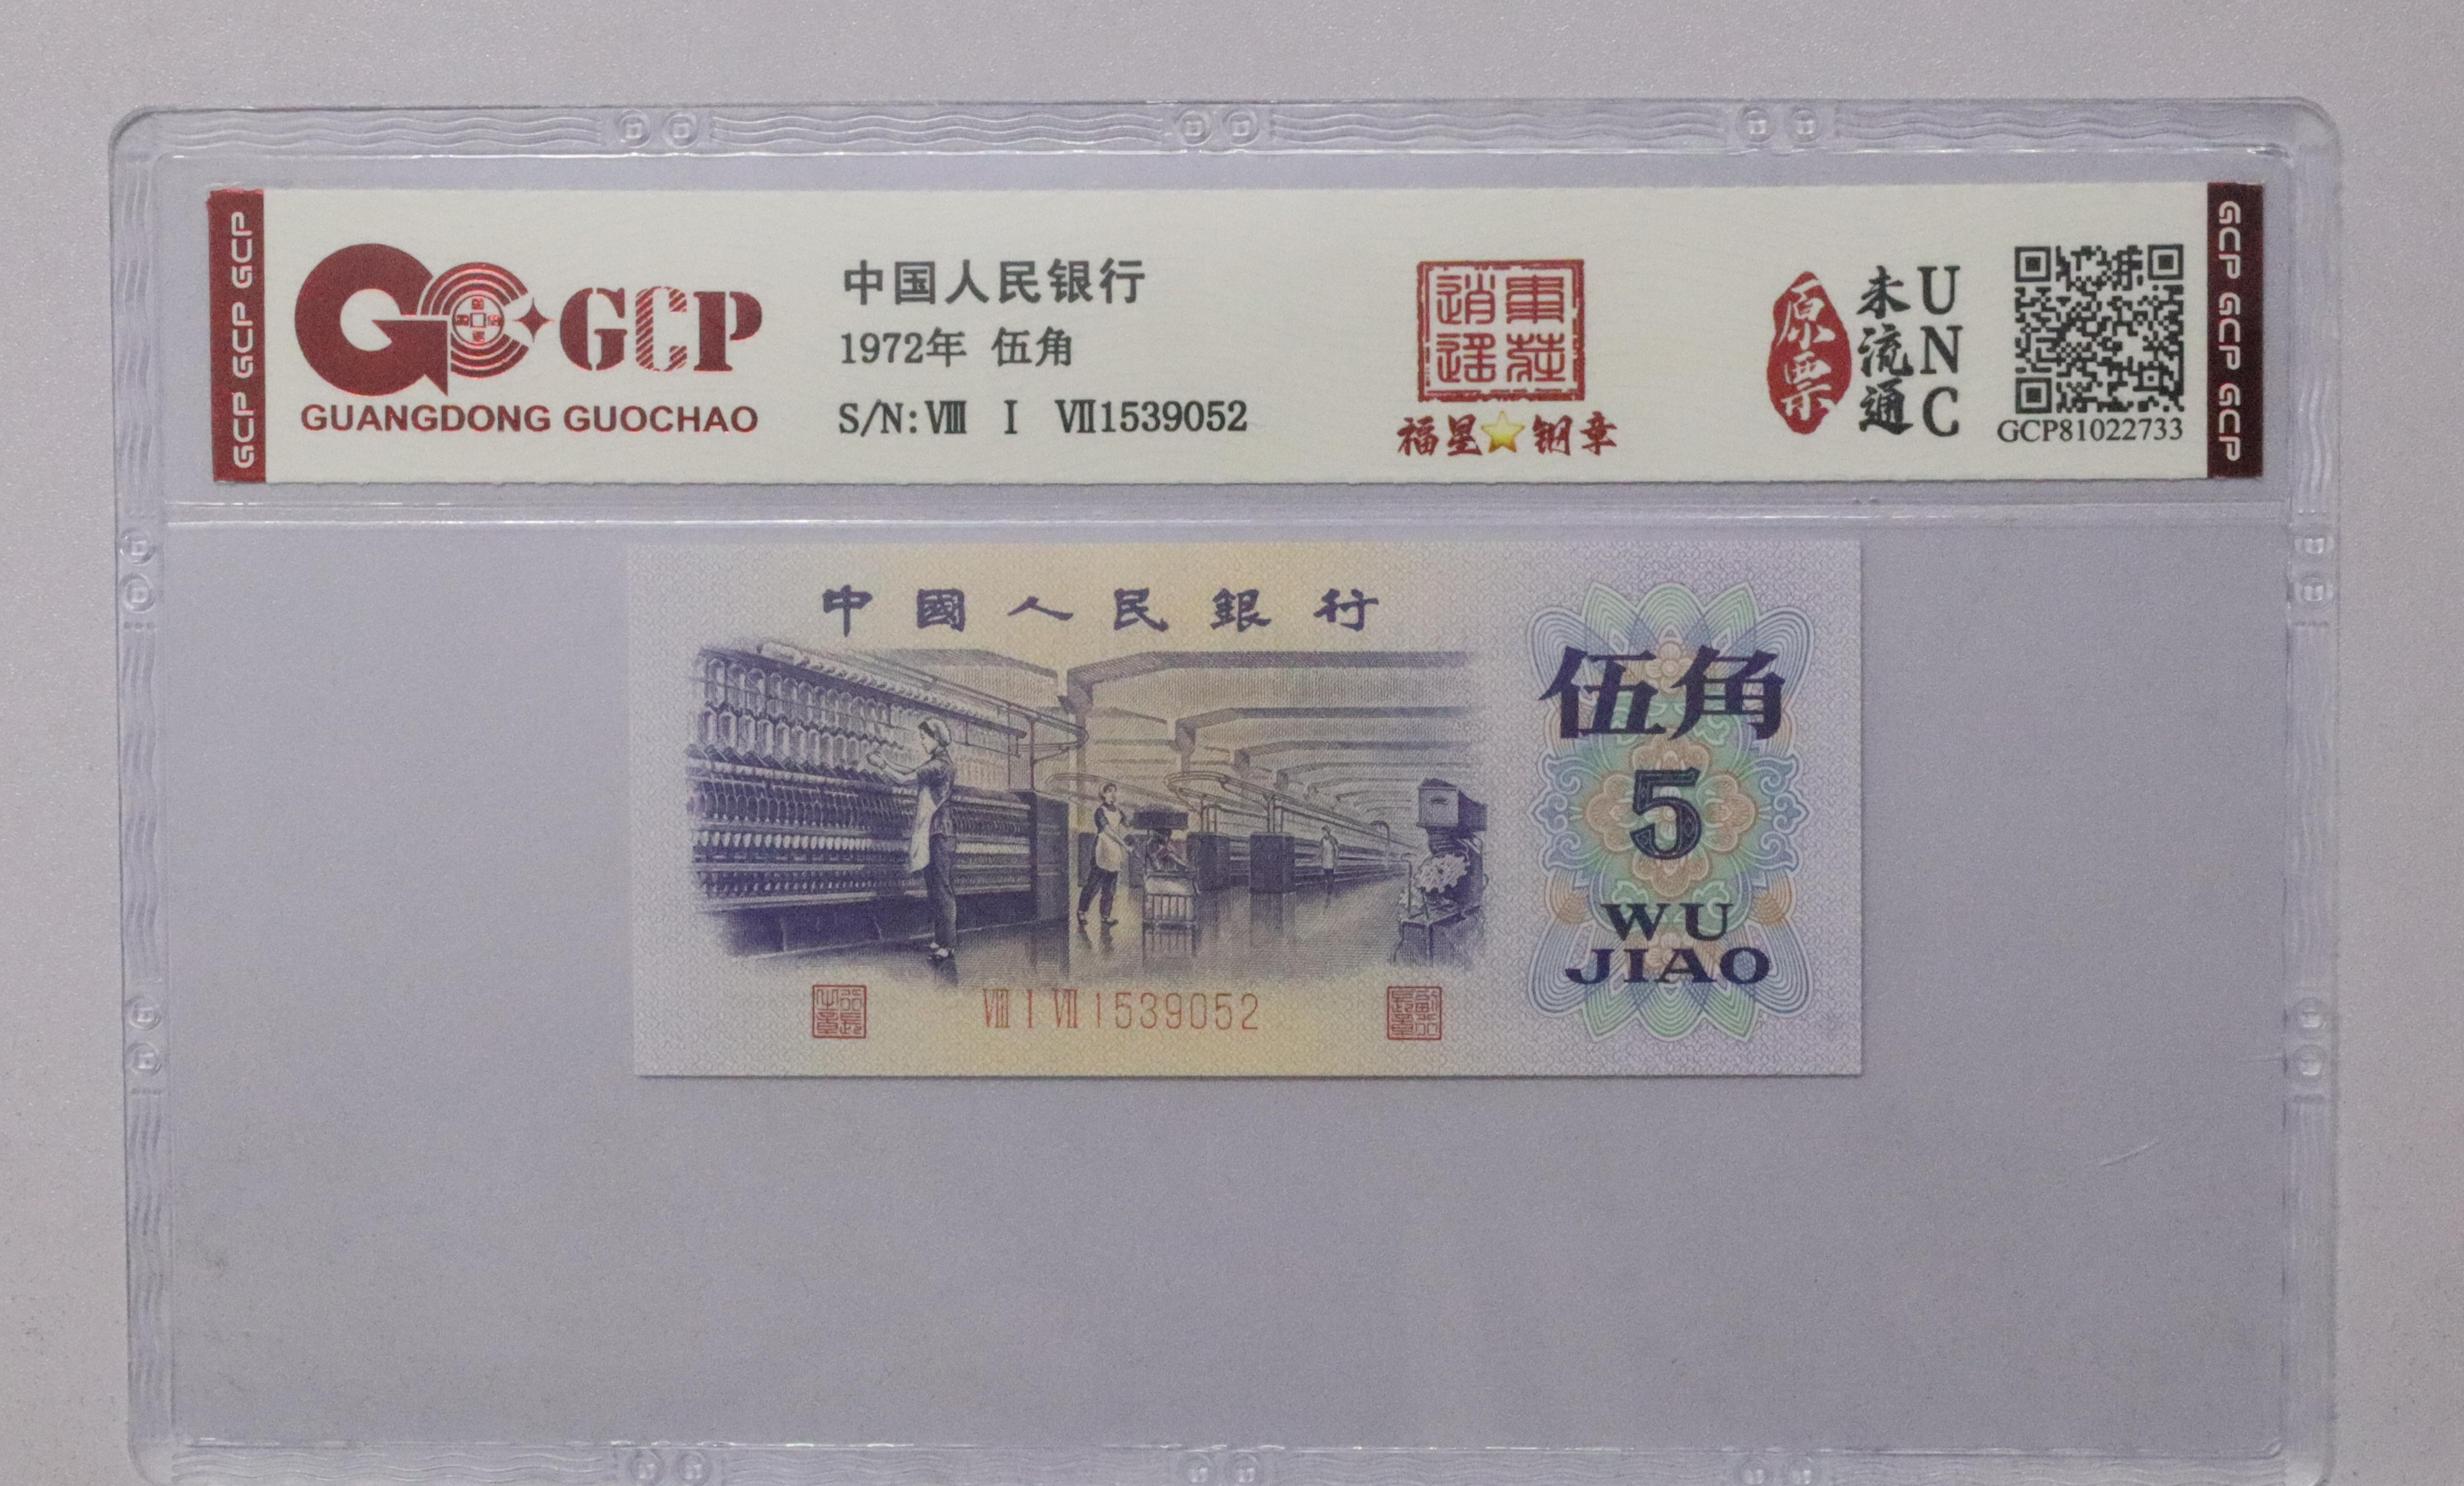 GCP GCP GCP
GCP
GUANGDONG GUOCHAO
中国人民银行
1972年 伍角
S/N:Ⅷ Ⅰ Ⅶ1539052
福星⭐钢章
原票
未流通
UNC
GCP81022733
GCP GCP GCP
中國人民銀行
伍角
5
WU
JIAO
Ⅷ Ⅰ Ⅶ 1539052